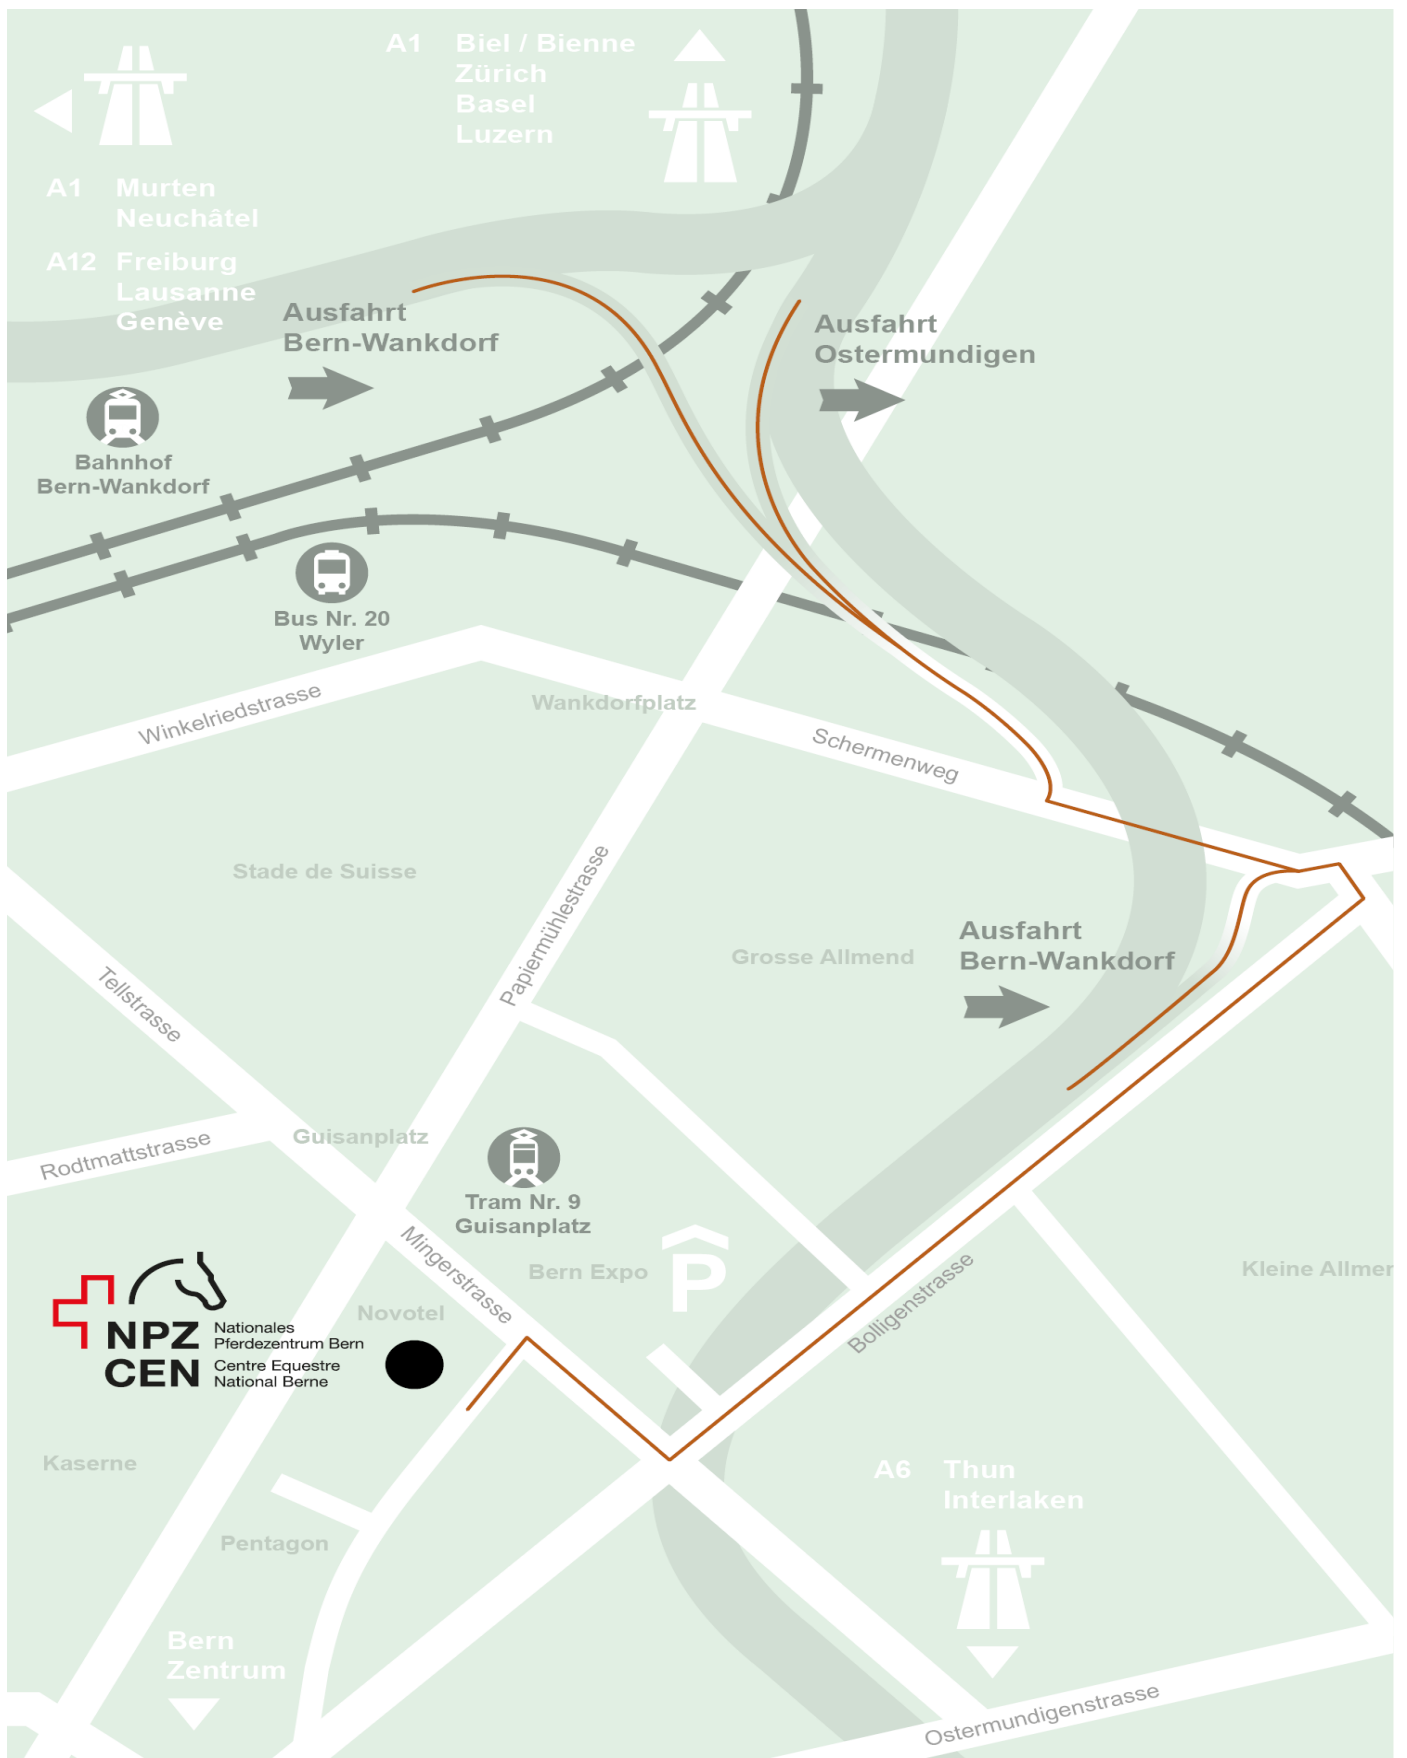 A1 Biel / Bienne
Zürich
Basel
Luzern
A1 Murten
Neuchâtel
A12 Freiburg
Lausanne
Genève
Ausfahrt
Bern-Wankdorf
Ausfahrt
Ostermundigen
Bahnhof
Bern-Wankdorf
Bus Nr. 20
Wyler
Winkelriedstrasse
Wankdorfplatz
Schermenweg
Stade de Suisse
Papiermühlestrasse
Grosse Allmend
Ausfahrt
Bern-Wankdorf
Tellstrasse
Rodtmattstrasse
Guisanplatz
Tram Nr. 9
Guisanplatz
Mingerstrasse
Bern Expo
P
Bolligenstrasse
Kleine Allmer
Novotel
NPZ Nationales
Pferdezentrum Bern
CEN Centre Equestre
National Berne
Kaserne
Pentagon
A6 Thun
Interlaken
Bern
Zentrum
Ostermundigenstrasse